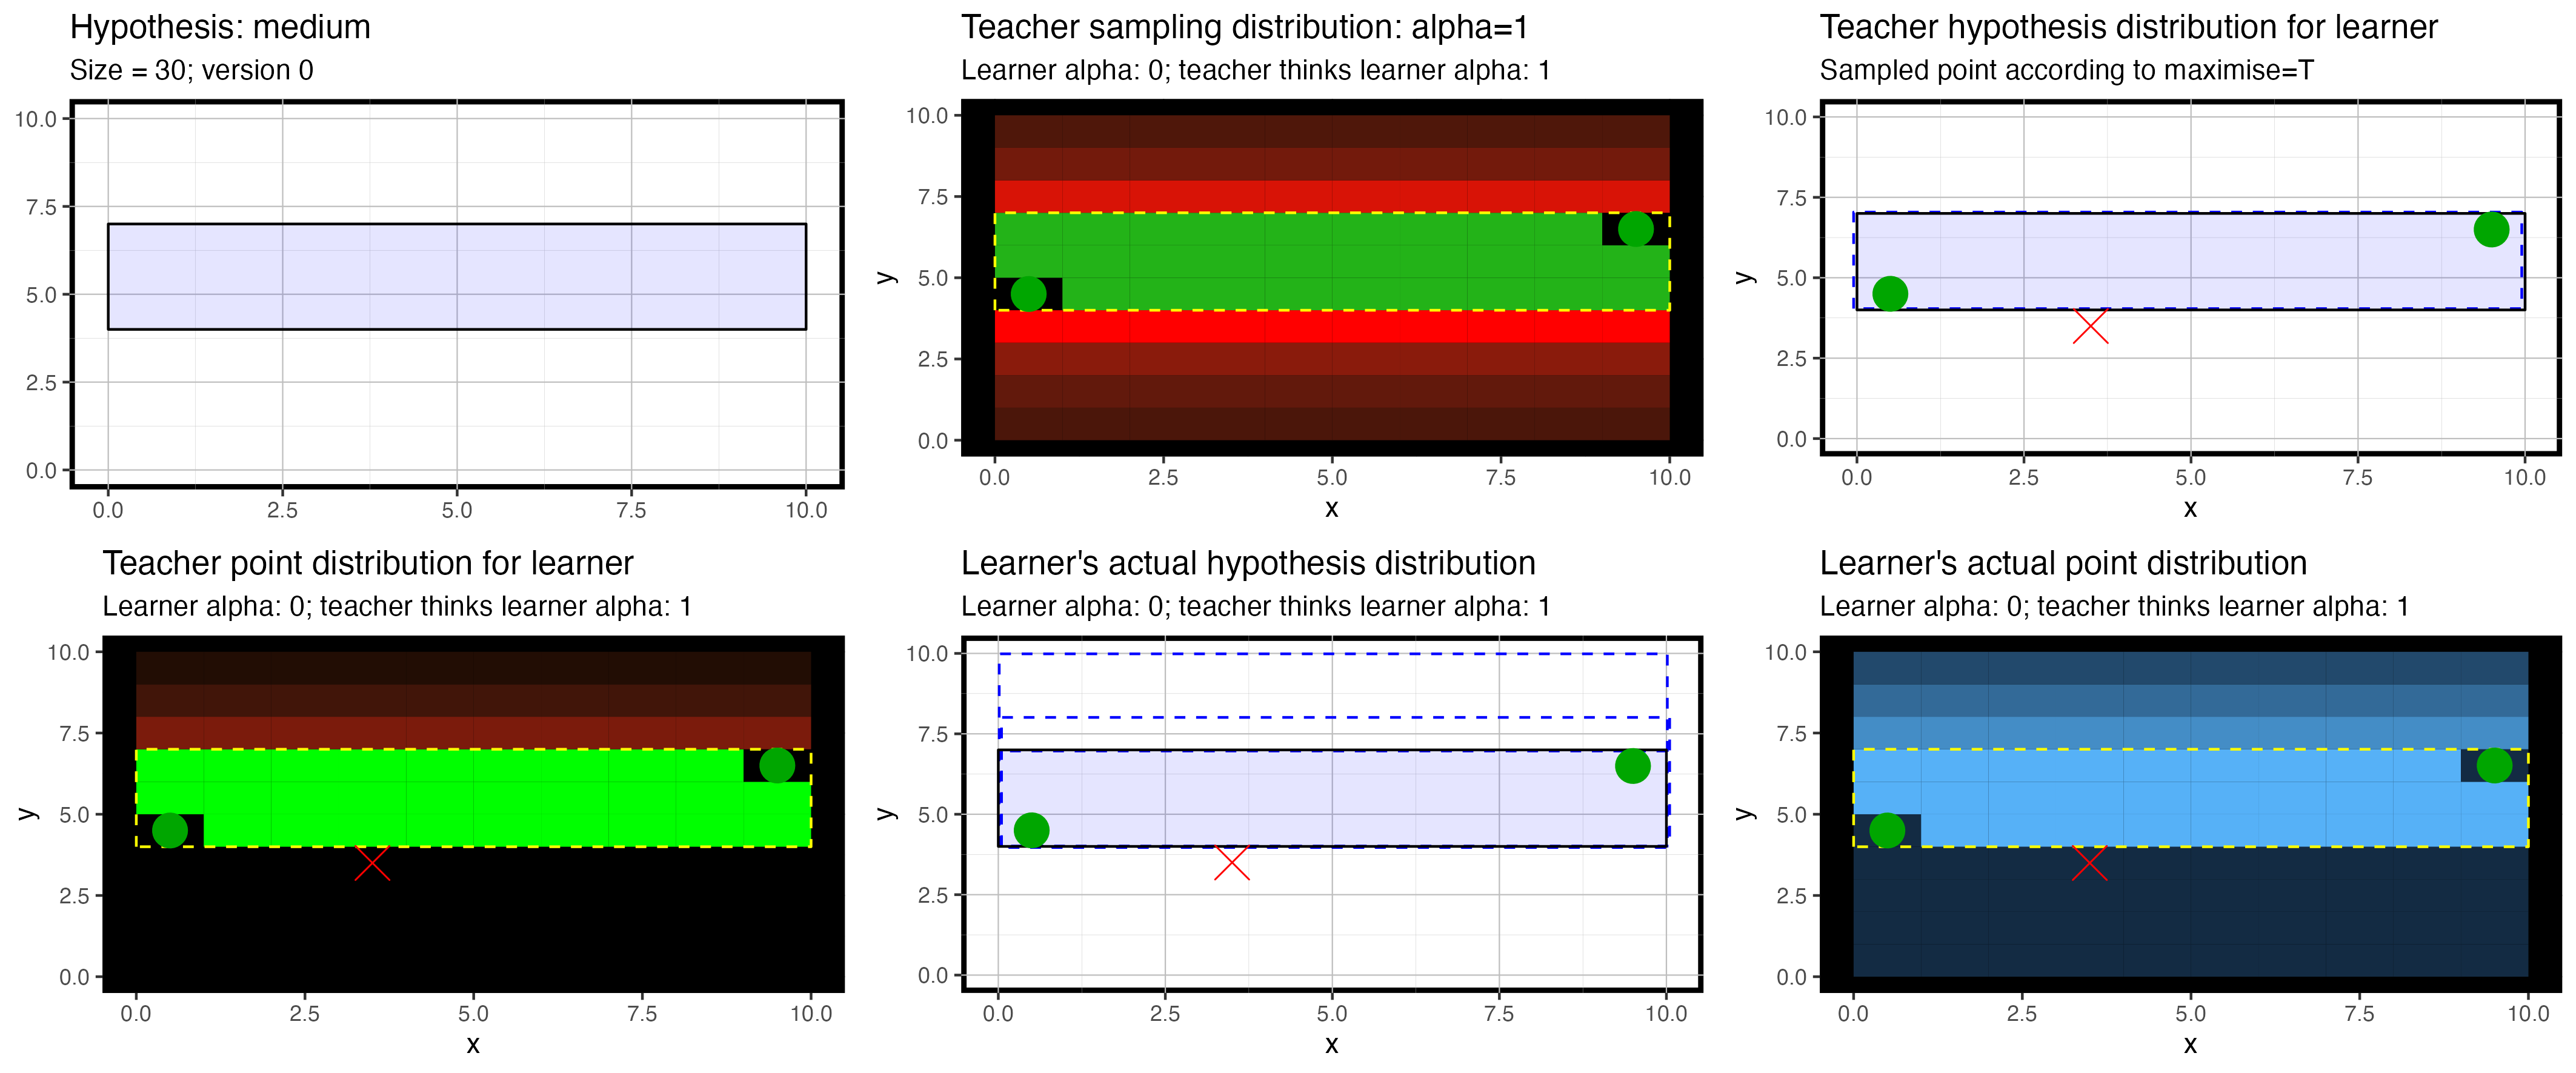 Hypothesis: medium
Size = 30; version 0
10.0
7.5
5.0
2.5
0.0
0.0 2.5 5.0 7.5 10.0
Teacher sampling distribution: alpha=1
Learner alpha: 0; teacher thinks learner alpha: 1
10.0
7.5
5.0
2.5
0.0
y
0.0 2.5 5.0 7.5 10.0
x
Teacher hypothesis distribution for learner
Sampled point according to maximise=T
10.0
7.5
5.0
2.5
0.0
y
0.0 2.5 5.0 7.5 10.0
x
Teacher point distribution for learner
Learner alpha: 0; teacher thinks learner alpha: 1
10.0
7.5
5.0
2.5
0.0
y
0.0 2.5 5.0 7.5 10.0
x
Learner's actual hypothesis distribution
Learner alpha: 0; teacher thinks learner alpha: 1
10.0
7.5
5.0
2.5
0.0
y
0.0 2.5 5.0 7.5 10.0
x
Learner's actual point distribution
Learner alpha: 0; teacher thinks learner alpha: 1
10.0
7.5
5.0
2.5
0.0
y
0.0 2.5 5.0 7.5 10.0
x